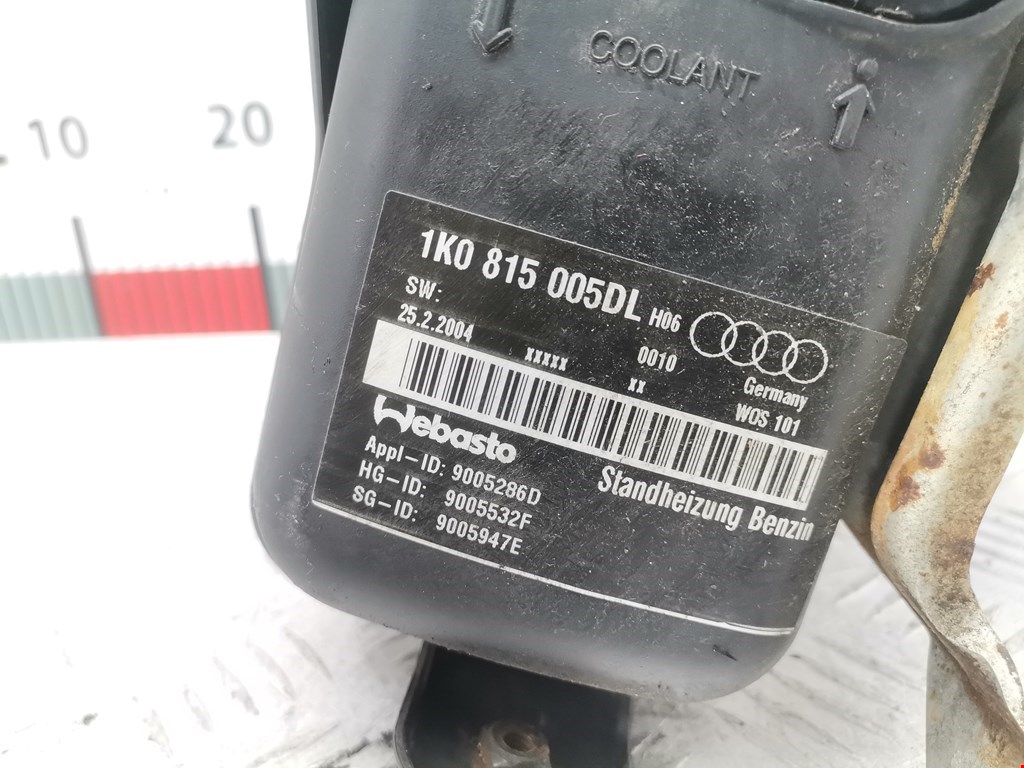 10 20
COOLANT
1K0 815 005DL H06
SW: 0010
25.2.2004 xxxxx xx Germany
WOS 101
Webasto
Standheizung Benzin
Appl-ID: 9005286D
HG-ID: 9005532F
SG-ID: 9005947E